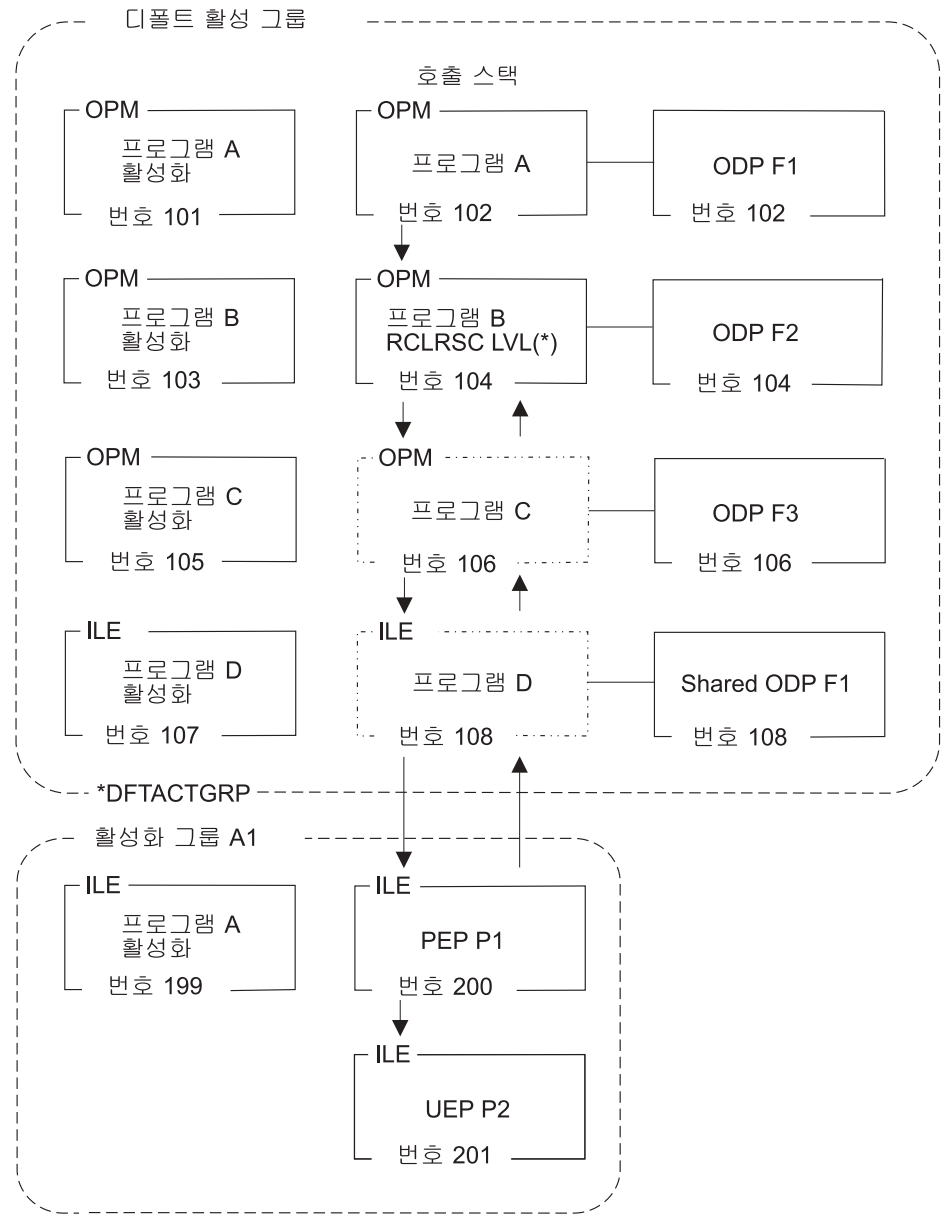 디폴트 활성 그룹
호출 스택
OPM
프로그램 A
활성화
번호 101
OPM
프로그램 A
번호 102
ODP F1
번호 102
OPM
프로그램 B
활성화
번호 103
OPM
프로그램 B
RCLRSC LVL(*)
번호 104
ODP F2
번호 104
OPM
프로그램 C
활성화
번호 105
OPM
프로그램 C
번호 106
ODP F3
번호 106
ILE
프로그램 D
활성화
번호 107
ILE
프로그램 D
번호 108
Shared ODP F1
번호 108
*DFTACTGRP
활성화 그룹 A1
ILE
프로그램 A
활성화
번호 199
ILE
PEP P1
번호 200
ILE
UEP P2
번호 201